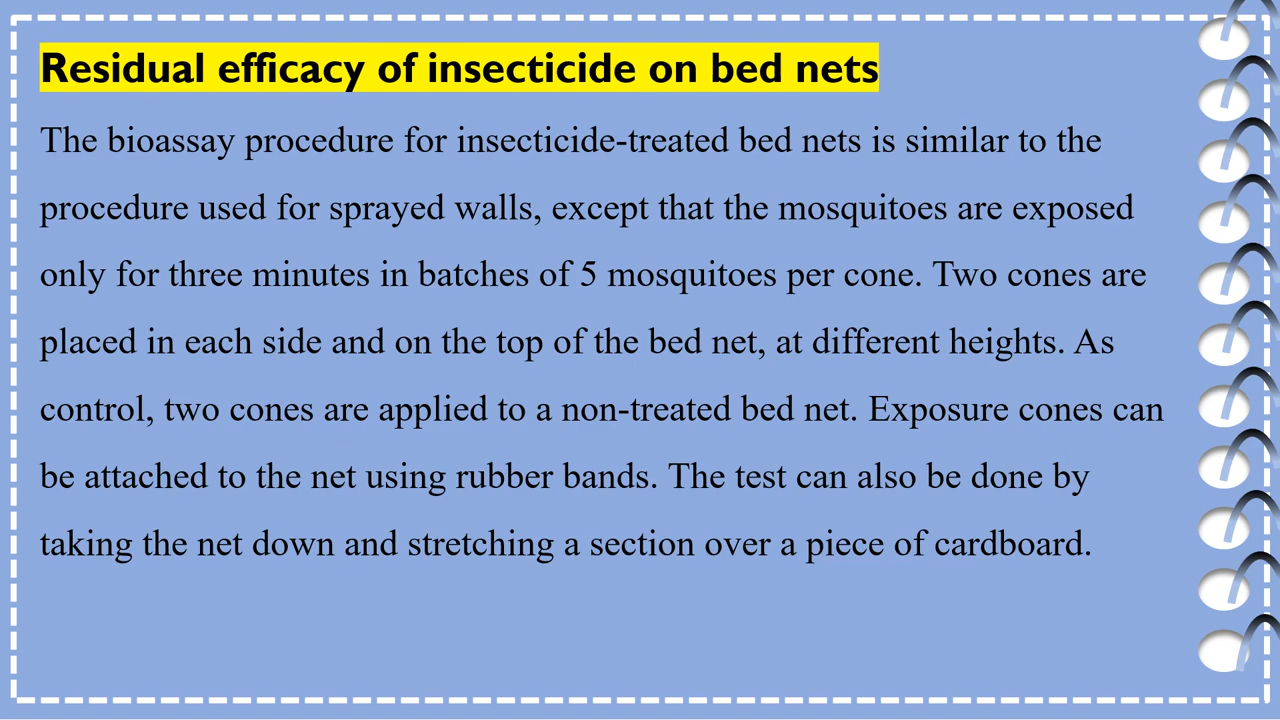 Residual efficacy of insecticide on bed nets
The bioassay procedure for insecticide-treated bed nets is similar to the
procedure used for sprayed walls, except that the mosquitoes are exposed
only for three minutes in batches of 5 mosquitoes per cone. Two cones are
placed in each side and on the top of the bed net, at different heights. As
control, two cones are applied to a non-treated bed net. Exposure cones can
be attached to the net using rubber bands. The test can also be done by
taking the net down and stretching a section over a piece of cardboard.